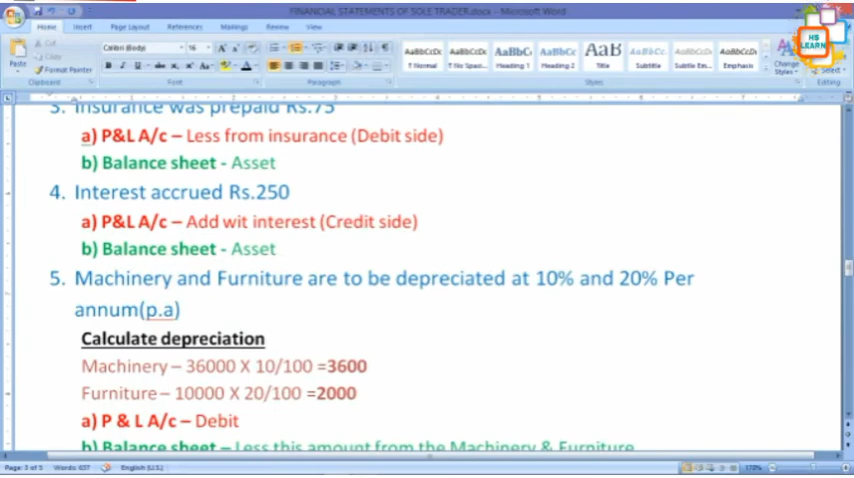 FINANCIAL STATEMENTS OF SOLE TRADER.docx - Microsoft Word
Home Insert Page Layout References Mailings Review View
HS
LEARN
Paste
Cut
Copy
Format Painter
Calibri (Body) 16
AaBbCcDc AaBbCcDc AaBbC AaBbCc AaB AaBbCc. AaBbCcDc AaBbCcDc
¶ Normal ¶ No Spaci... Heading 1 Heading 2 Title Subtitle Subtle Em... Emphasis
Change Styles
Select
Clipboard Font Paragraph Styles Editing
3. Insurance was prepaid Rs.75
a) P&L A/c – Less from insurance (Debit side)
b) Balance sheet - Asset
4. Interest accrued Rs.250
a) P&L A/c – Add wit interest (Credit side)
b) Balance sheet - Asset
5. Machinery and Furniture are to be depreciated at 10% and 20% Per
annum(p.a)
Calculate depreciation
Machinery – 36000 X 10/100 =3600
Furniture – 10000 X 20/100 =2000
a) P & L A/c – Debit
b) Balance sheet – Less this amount from the Machinery & Furniture
Page: 3 of 5 Words: 657 English (U.S.) 170%